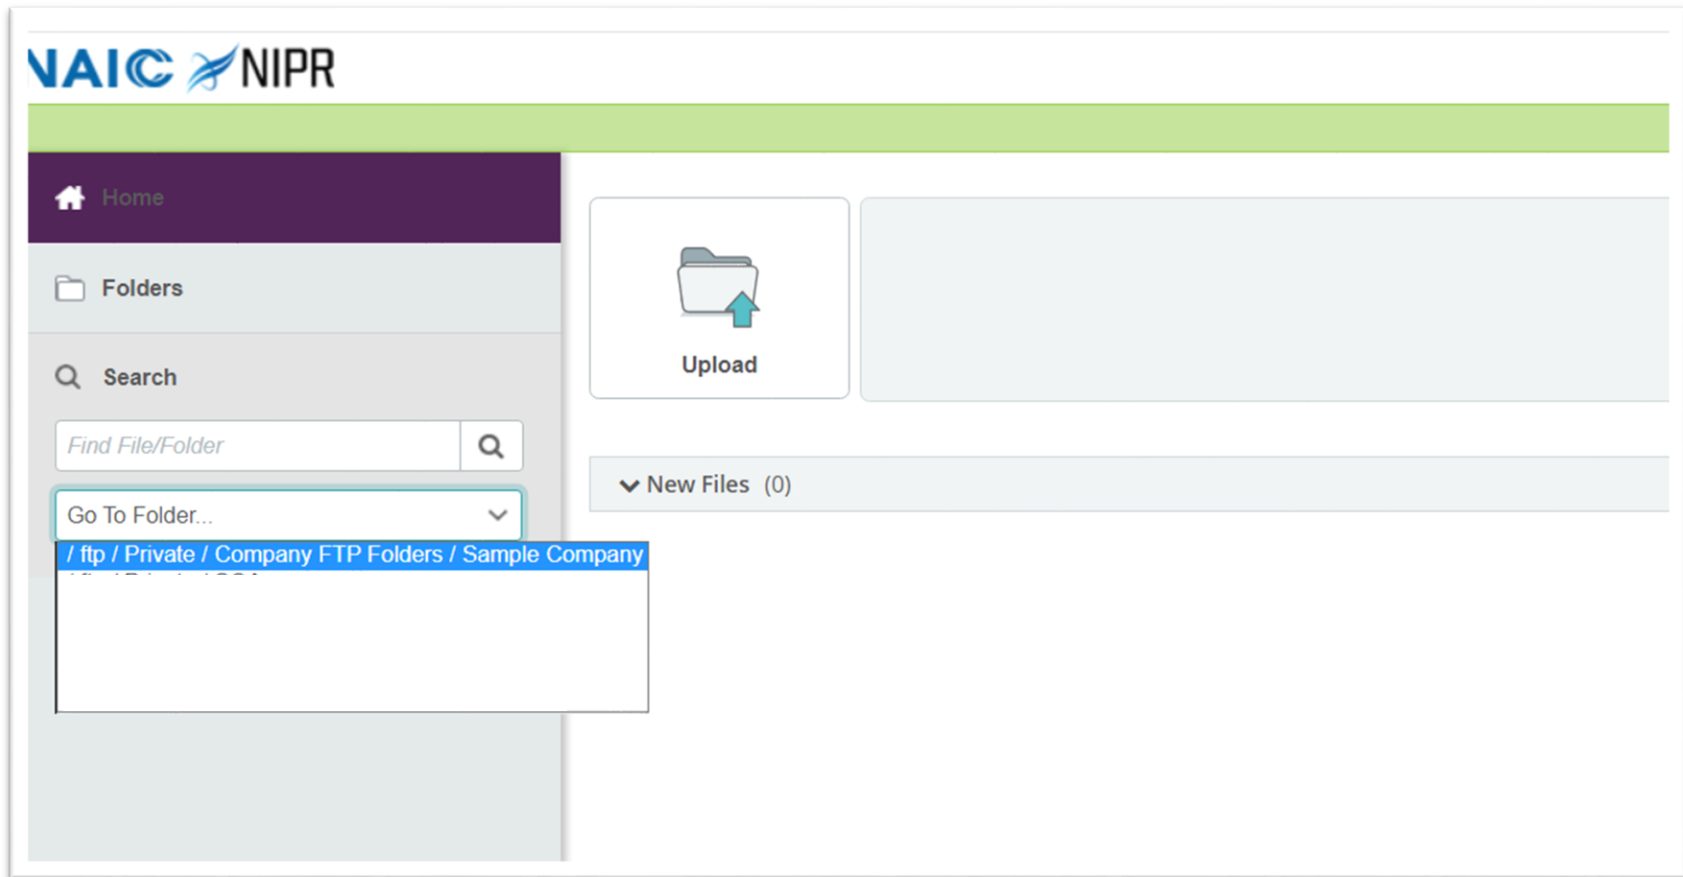 NAIC NIPR
Home
Folders
Search
Find File/Folder
Go To Folder...
/ ftp / Private / Company FTP Folders / Sample Company
Upload
New Files (0)